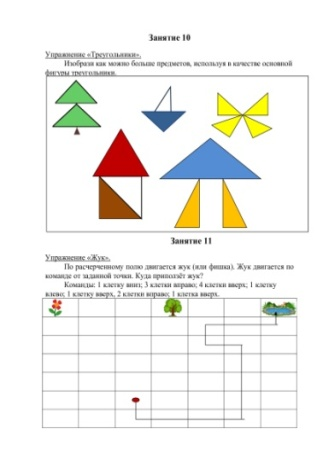 Занятие 10
Упражнение «Треугольники».
Изобрази как можно больше предметов, используя в качестве основной
фигуры треугольники.
Занятие 11
Упражнение «Жук».
По расчерченному полю двигается жук (или фишка). Жук двигается по
команде от заданной точки. Куда приползёт жук?
Команды: 1 клетку вниз; 3 клетки вправо; 4 клетки вверх; 1 клетку
влево; 1 клетку вверх, 2 клетки вправо; 1 клетка вверх.